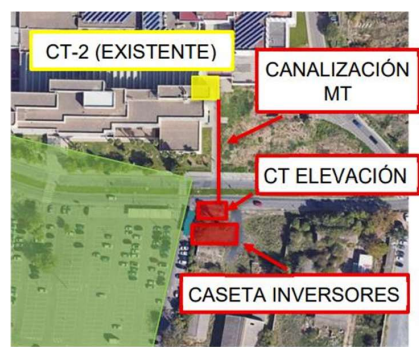 CT-2 (EXISTENTE)
CANALIZACIÓN
MT
CT ELEVACIÓN
CASETA INVERSORES